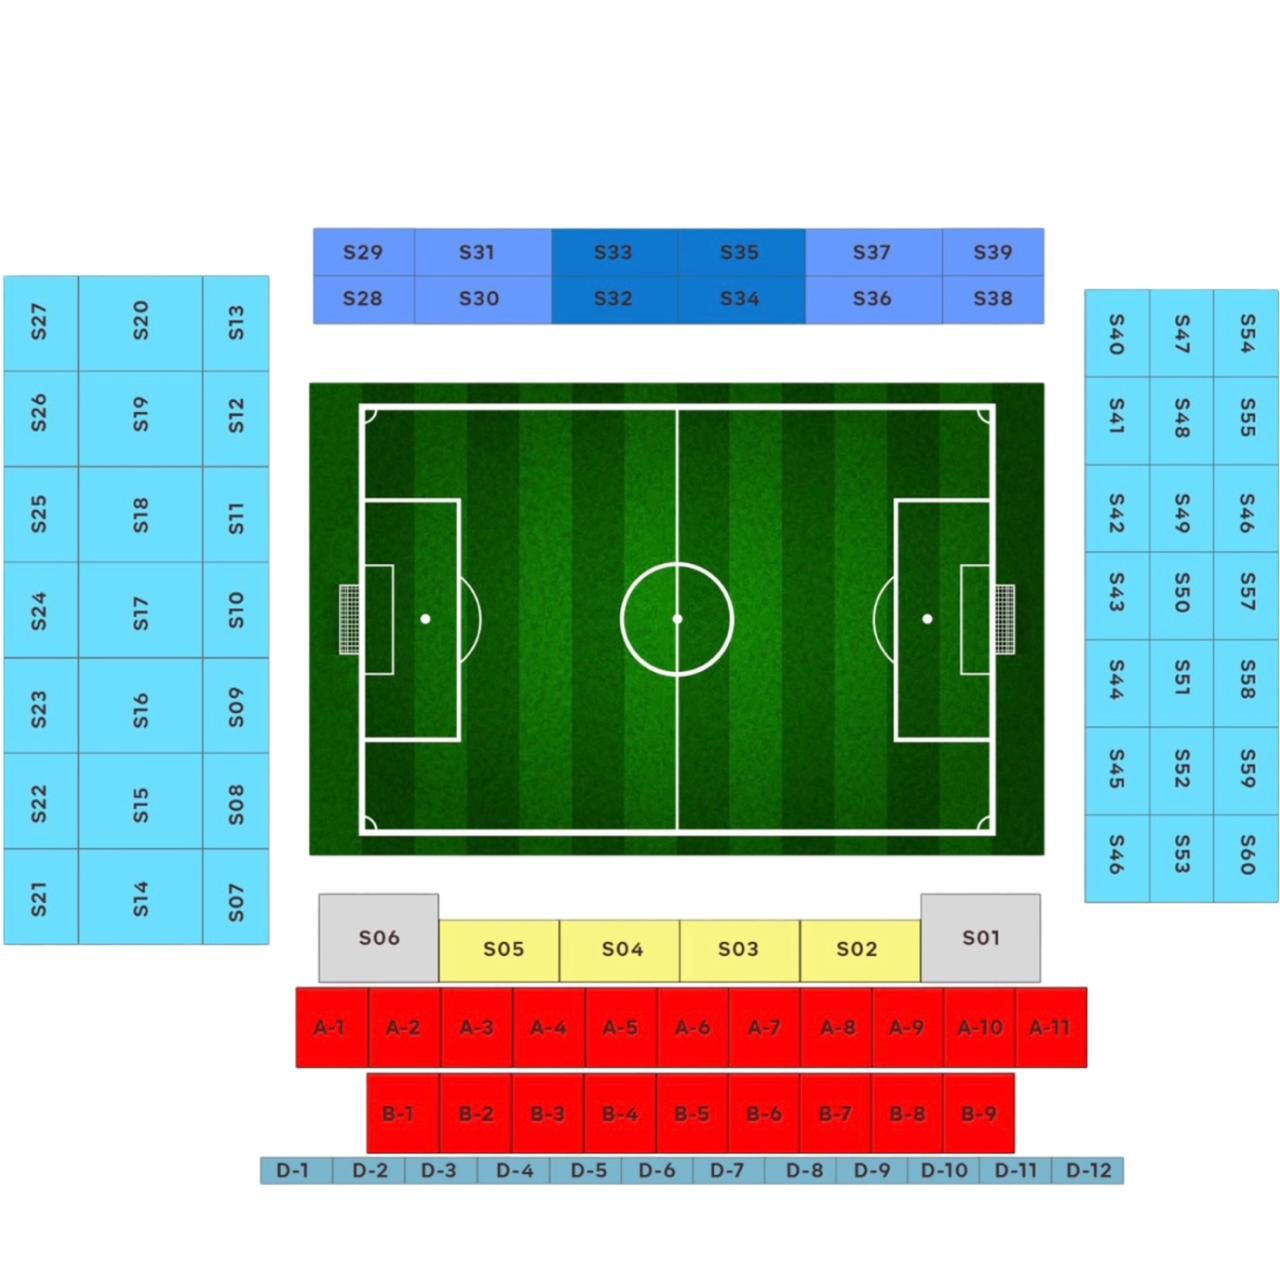 S29 S31 S33 S35 S37 S39
S28 S30 S32 S34 S36 S38
S27 S20 S13
S26 S19 S12
S25 S18 S11
S24 S17 S10
S23 S16 S09
S22 S15 S08
S21 S14 S07
S40 S47 S54
S41 S48 S55
S42 S49 S46
S43 S50 S57
S44 S51 S58
S45 S52 S59
S46 S53 S60
S06 S05 S04 S03 S02 S01
A-1 A-2 A-3 A-4 A-5 A-6 A-7 A-8 A-9 A-10 A-11
B-1 B-2 B-3 B-4 B-5 B-6 B-7 B-8 B-9
D-1 D-2 D-3 D-4 D-5 D-6 D-7 D-8 D-9 D-10 D-11 D-12